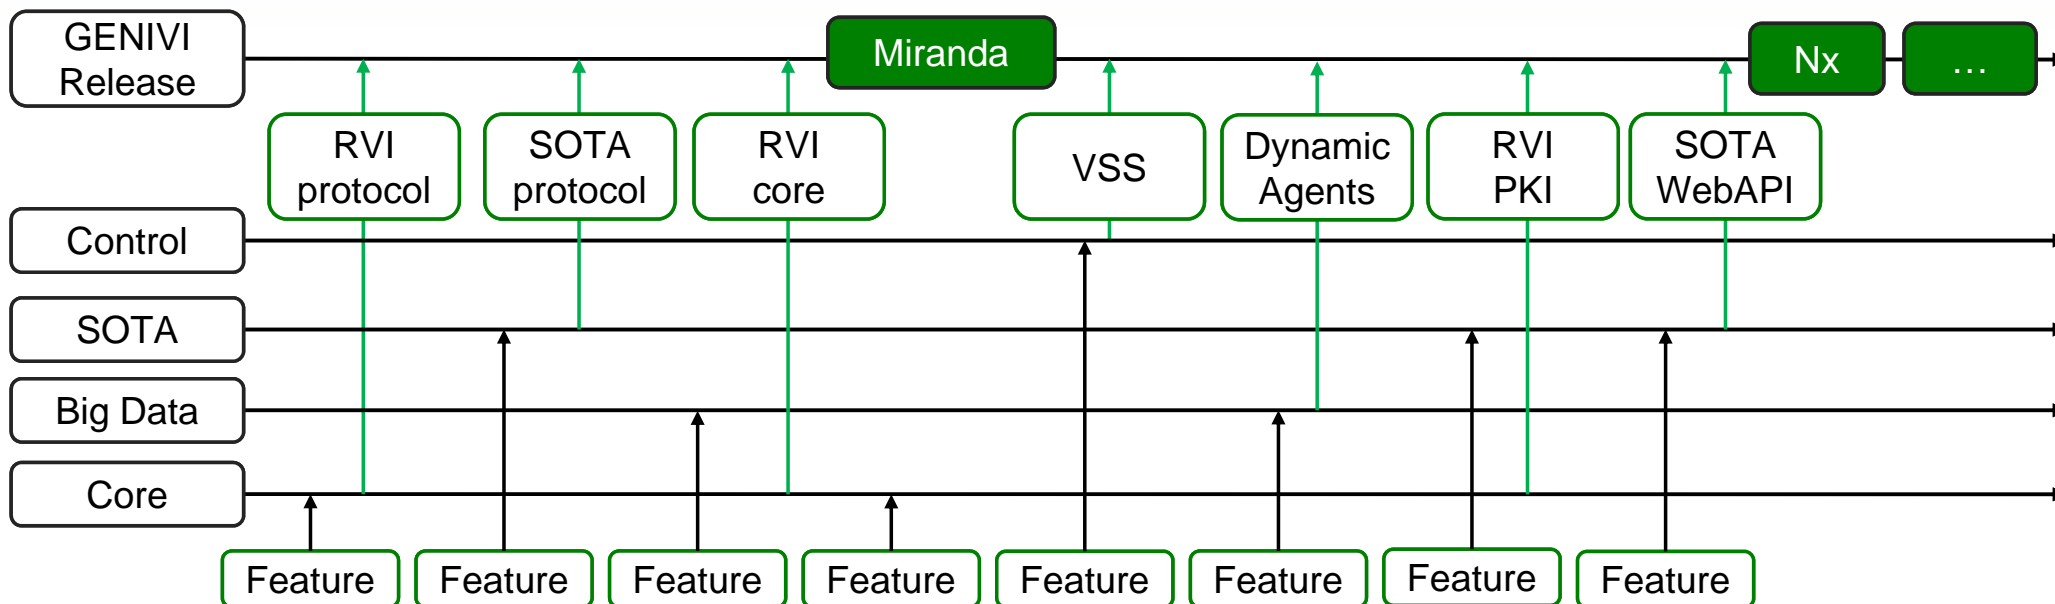 GENIVI
Release
Miranda
Nx
…
RVI
protocol
SOTA
protocol
RVI
core
VSS
Dynamic
Agents
RVI
PKI
SOTA
WebAPI
Control
SOTA
Big Data
Core
Feature
Feature
Feature
Feature
Feature
Feature
Feature
Feature